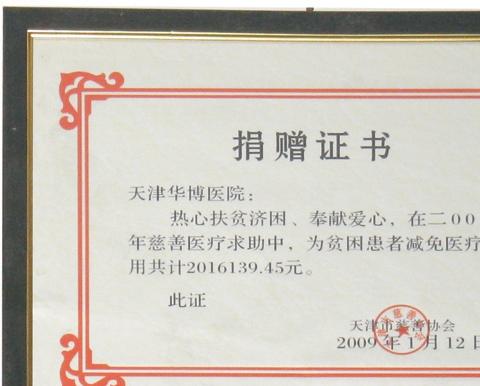 捐赠证书
天津华博医院：
热心扶贫济困、奉献爱心，在二00
年慈善医疗求助中，为贫困患者减免医疗
用共计2016139.45元。
此证
天津市慈善协会
2009年1月12日